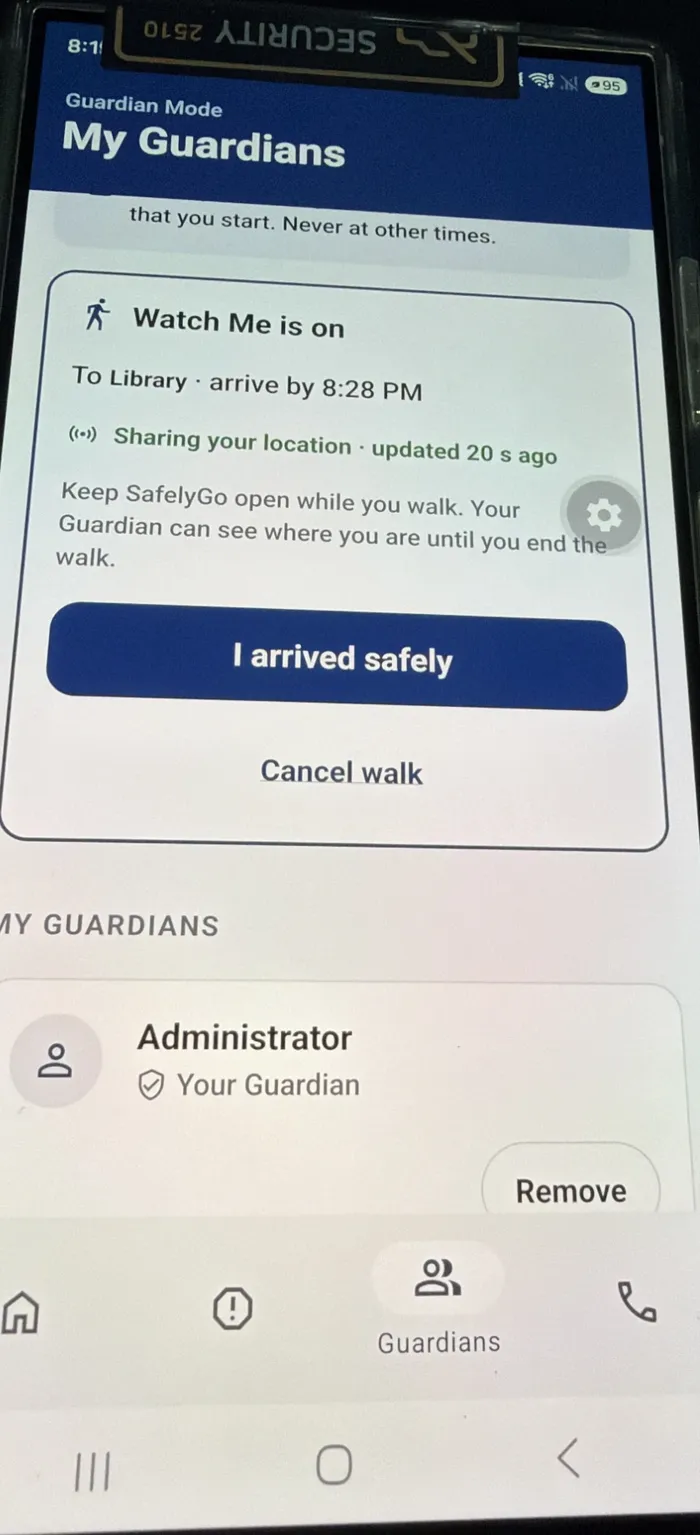 SECURITY 2510
95
Guardian Mode
My Guardians
that you start. Never at other times.
Watch Me is on
To Library · arrive by 8:28 PM
Sharing your location · updated 20 s ago
Keep SafelyGo open while you walk. Your
Guardian can see where you are until you end the
walk.
I arrived safely
Cancel walk
MY GUARDIANS
Administrator
Your Guardian
Remove
Guardians